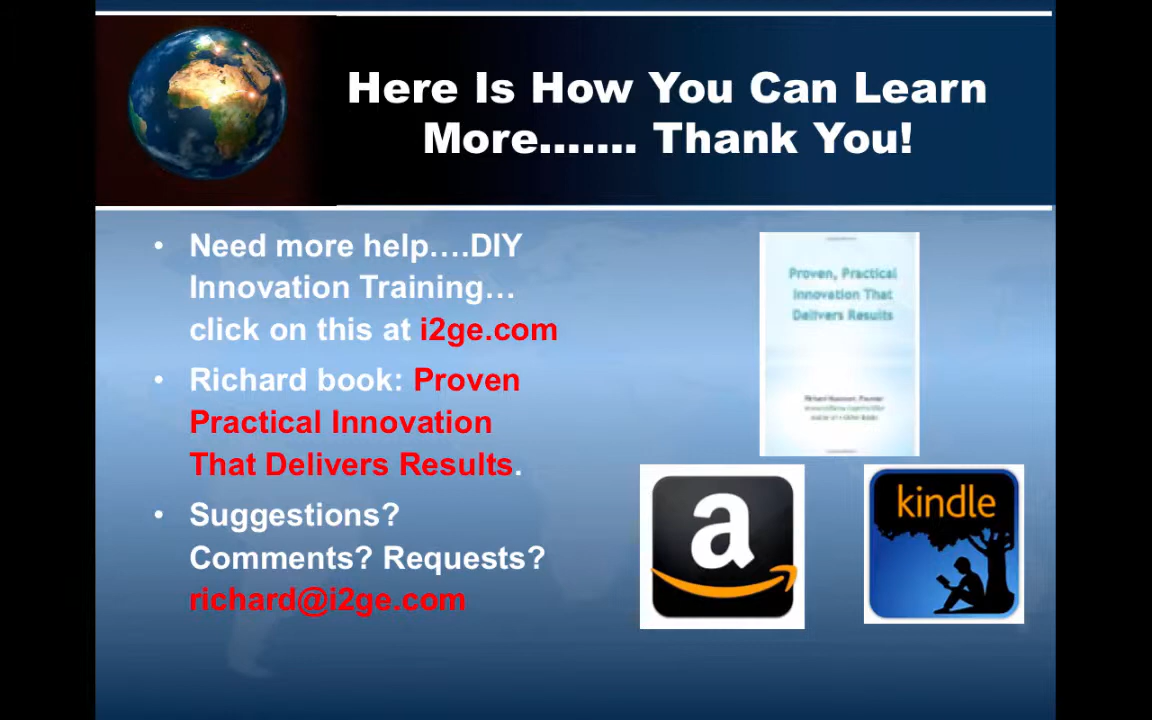 Here Is How You Can Learn
More....... Thank You!
• Need more help….DIY
Innovation Training…
click on this at i2ge.com
• Richard book: Proven
Practical Innovation
That Delivers Results.
• Suggestions?
Comments? Requests?
richard@i2ge.com
Proven, Practical
Innovation That
Delivers Results
a
kindle